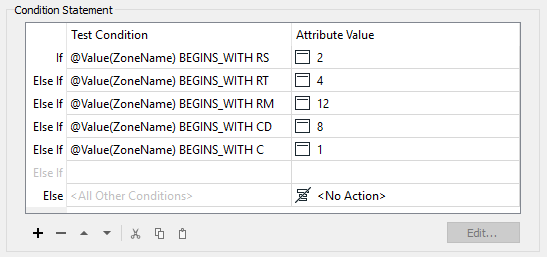 Condition Statement
Test Condition Attribute Value
If @Value(ZoneName) BEGINS_WITH RS 2
Else If @Value(ZoneName) BEGINS_WITH RT 4
Else If @Value(ZoneName) BEGINS_WITH RM 12
Else If @Value(ZoneName) BEGINS_WITH CD 8
Else If @Value(ZoneName) BEGINS_WITH C 1
Else If
Else <All Other Conditions> <No Action>
Edit...